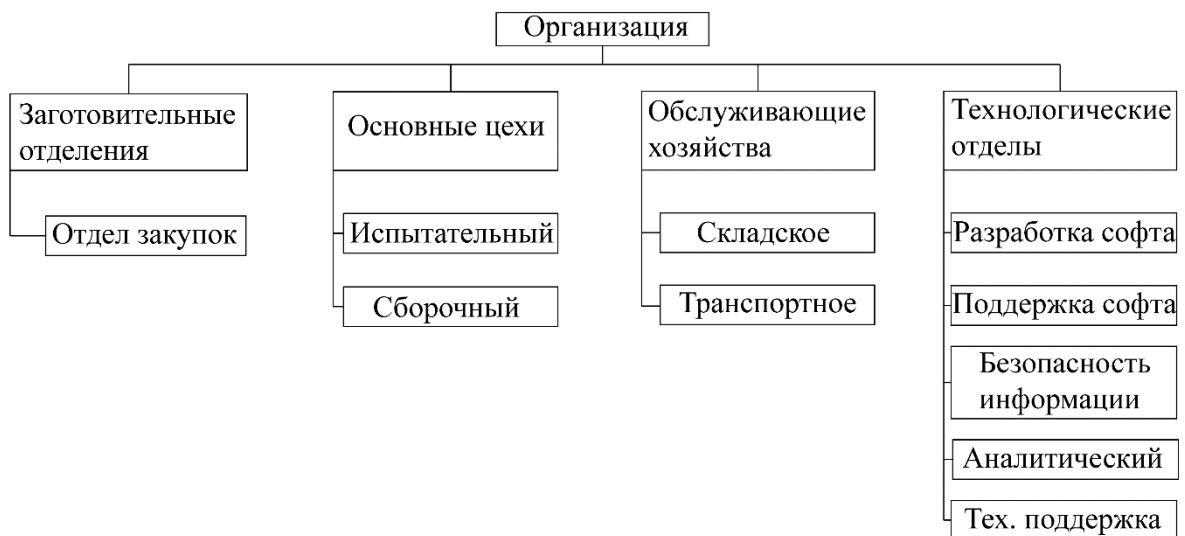 Организация
Заготовительные
отделения
Основные цехи
Обслуживающие
хозяйства
Технологические
отделы
Отдел закупок
Испытательный
Складское
Разработка софта
Сборочный
Транспортное
Поддержка софта
Безопасность
информации
Аналитический
Тех. поддержка